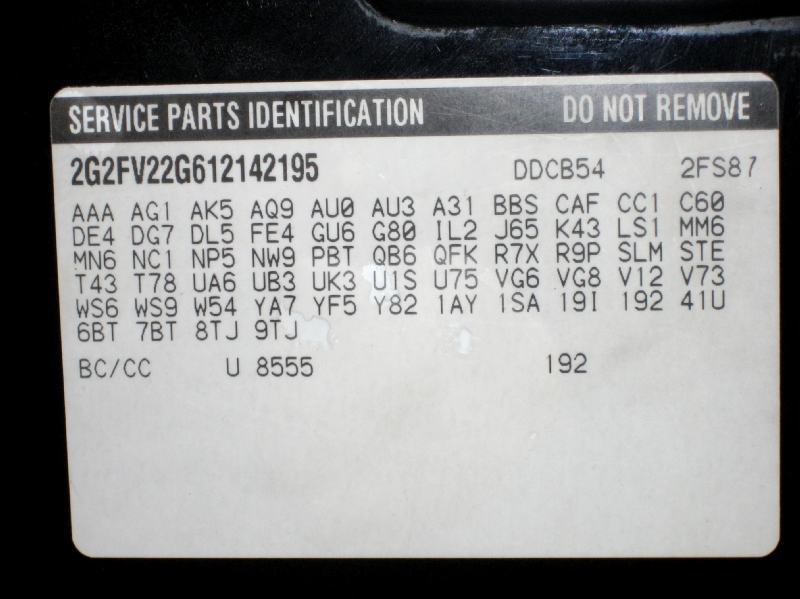 SERVICE PARTS IDENTIFICATION DO NOT REMOVE
2G2FV22G612142195 DDCB54 2FS87
AAA AG1 AK5 AQ9 AU0 AU3 A31 BBS CAF CC1 C60
DE4 DG7 DL5 FE4 GU6 G80 IL2 J65 K43 LS1 MM6
MN6 NC1 NP5 NW9 PBT QB6 QFK R7X R9P SLM STE
T43 T78 UA6 UB3 UK3 U1S U75 VG6 VG8 V12 V73
WS6 WS9 W54 YA7 YF5 Y82 1AY 1SA 19I 192 41U
6BT 7BT 8TJ 9TJ
BC/CC U 8555 192